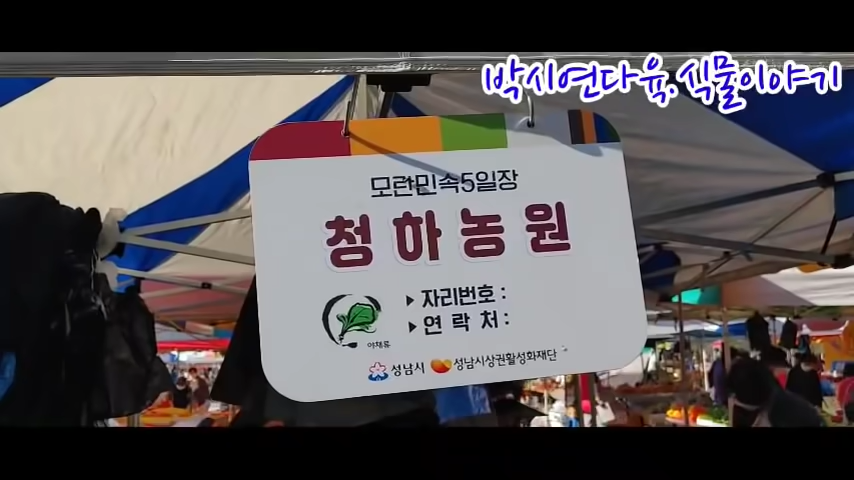 박시연다육.식물이야기
모란민속5일장
청하농원
▸자리번호 :
▸연 락 처 :
야채류
성남시 성남시상권활성화재단